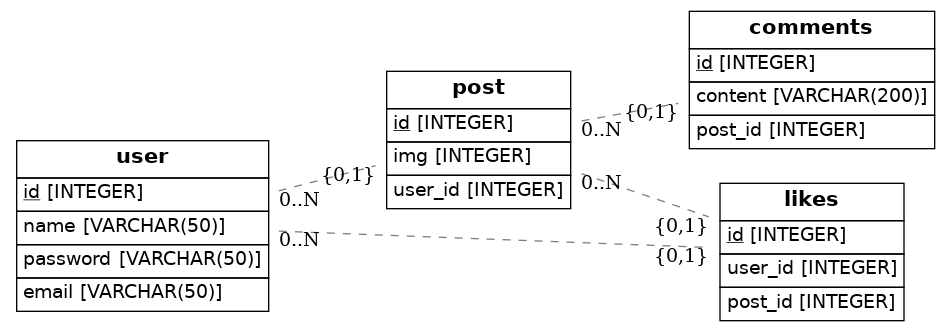 user
id [INTEGER]
name [VARCHAR(50)]
password [VARCHAR(50)]
email [VARCHAR(50)]
{0,1}
0..N
0..N
post
id [INTEGER]
img [INTEGER]
user_id [INTEGER]
{0,1}
0..N
0..N
{0,1}
{0,1}
comments
id [INTEGER]
content [VARCHAR(200)]
post_id [INTEGER]
likes
id [INTEGER]
user_id [INTEGER]
post_id [INTEGER]